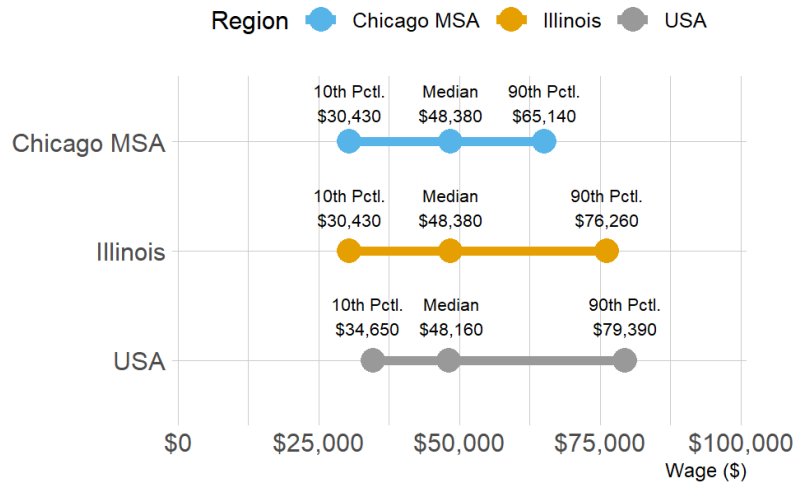 Region Chicago MSA Illinois USA
10th Pctl. Median 90th Pctl.
$30,430 $48,380 $65,140
Chicago MSA
10th Pctl. Median 90th Pctl.
$30,430 $48,380 $76,260
Illinois
10th Pctl. Median 90th Pctl.
$34,650 $48,160 $79,390
USA
$0 $25,000 $50,000 $75,000 $100,000
Wage ($)